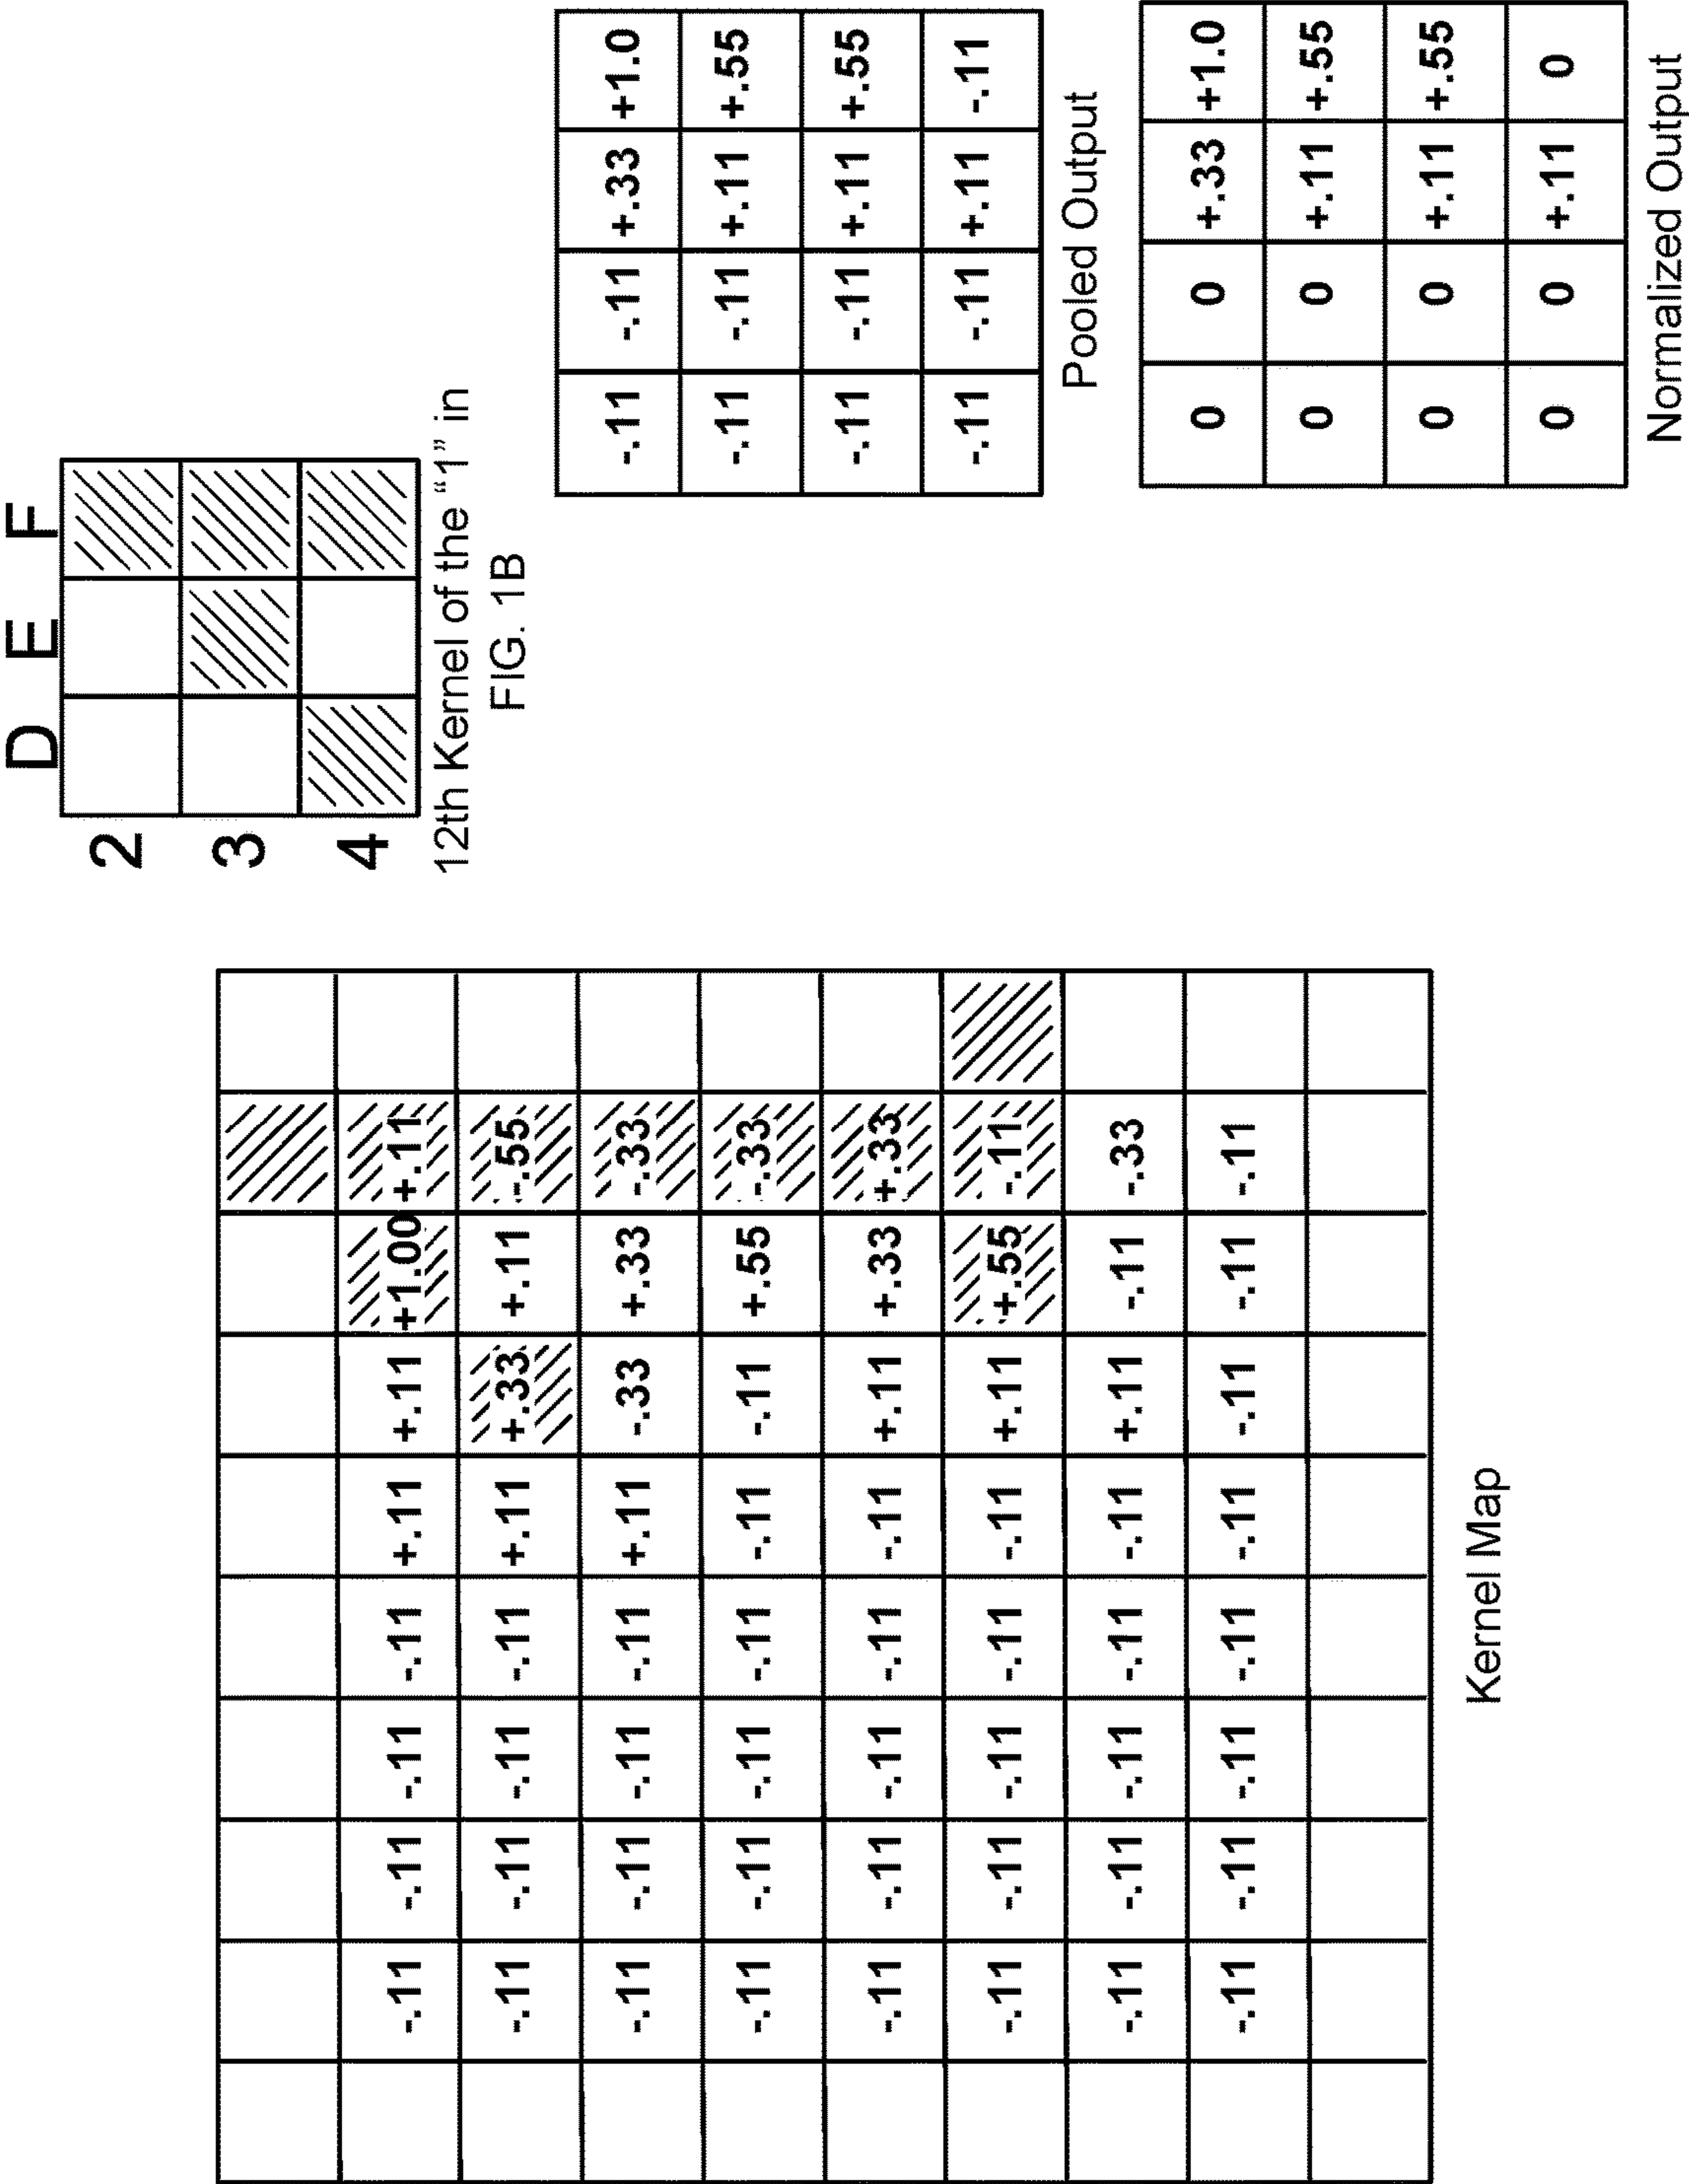 -.11 -.11 -.11 -.11 +.11 +.11 +1.00 +.11
-.11 -.11 -.11 -.11 +.11 +.33 +.11 -.55
-.11 -.11 -.11 -.11 +.11 -.33 +.33 -.33
-.11 -.11 -.11 -.11 -.11 -.11 +.55 -.33
-.11 -.11 -.11 -.11 -.11 +.11 +.33 +.33
-.11 -.11 -.11 -.11 -.11 +.11 +.55 -.11
-.11 -.11 -.11 -.11 -.11 +.11 -.11 -.33
-.11 -.11 -.11 -.11 -.11 -.11 -.11 -.11
Kernel Map
D E F
2
3
4
12th Kernel of the “1” in
FIG. 1B
-.11 -.11 +.33 +1.0
-.11 -.11 +.11 +.55
-.11 -.11 +.11 +.55
-.11 -.11 +.11 -.11
Pooled Output
0 0 +.33 +1.0
0 0 +.11 +.55
0 0 +.11 +.55
0 0 +.11 0
Normalized Output